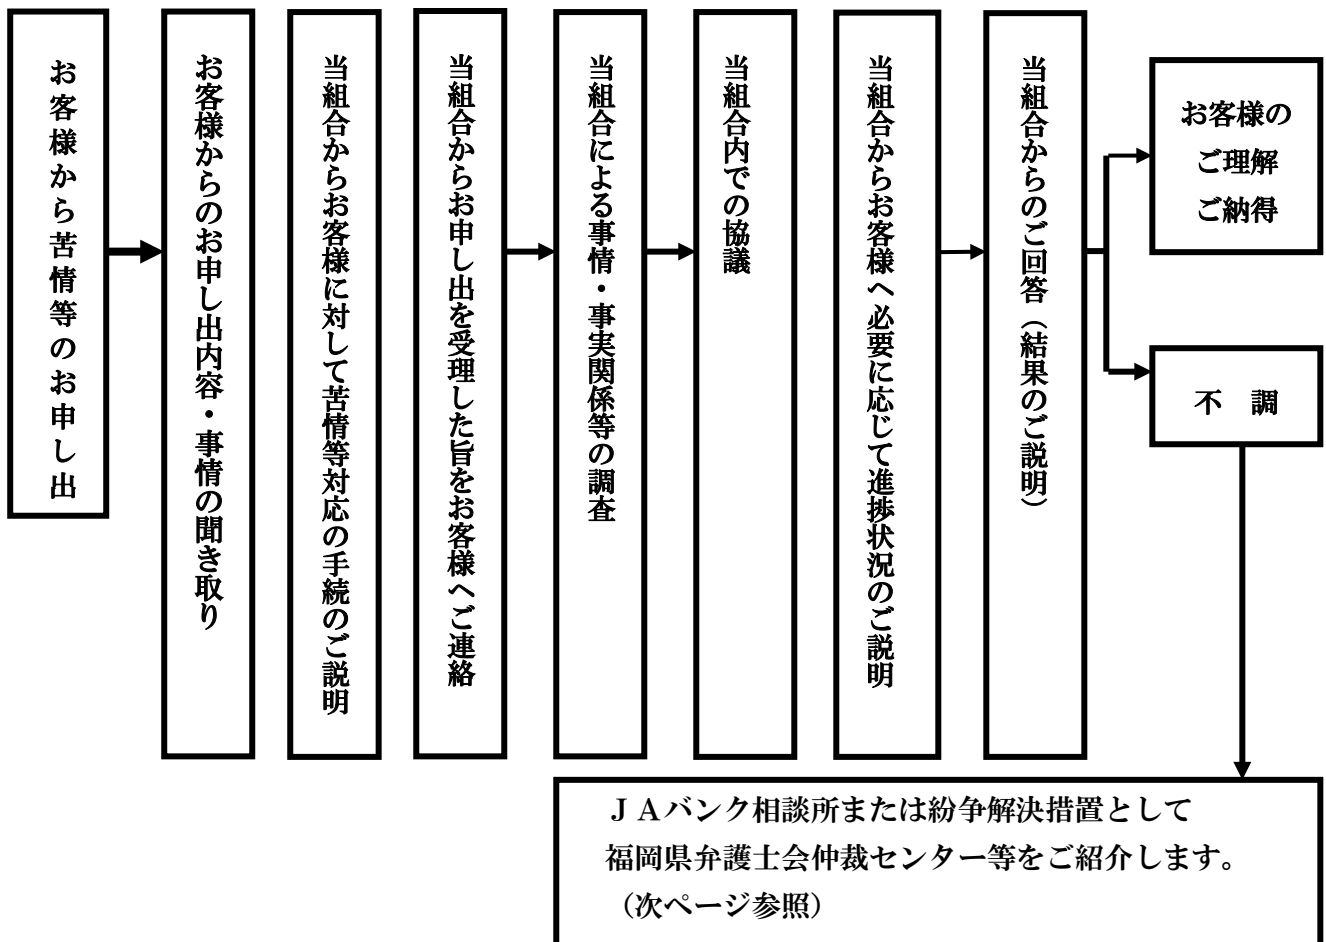 お客様から苦情等のお申し出
お客様からのお申し出内容・事情の聞き取り
当組合からお客様に対して苦情等対応の手続のご説明
当組合からお申し出を受理した旨をお客様へご連絡
当組合による事情・事実関係等の調査
当組合内での協議
当組合からお客様へ必要に応じて進捗状況のご説明
当組合からのご回答（結果のご説明）
お客様の
ご理解
ご納得
不　調
ＪＡバンク相談所または紛争解決措置として
福岡県弁護士会仲裁センター等をご紹介します。
（次ページ参照）